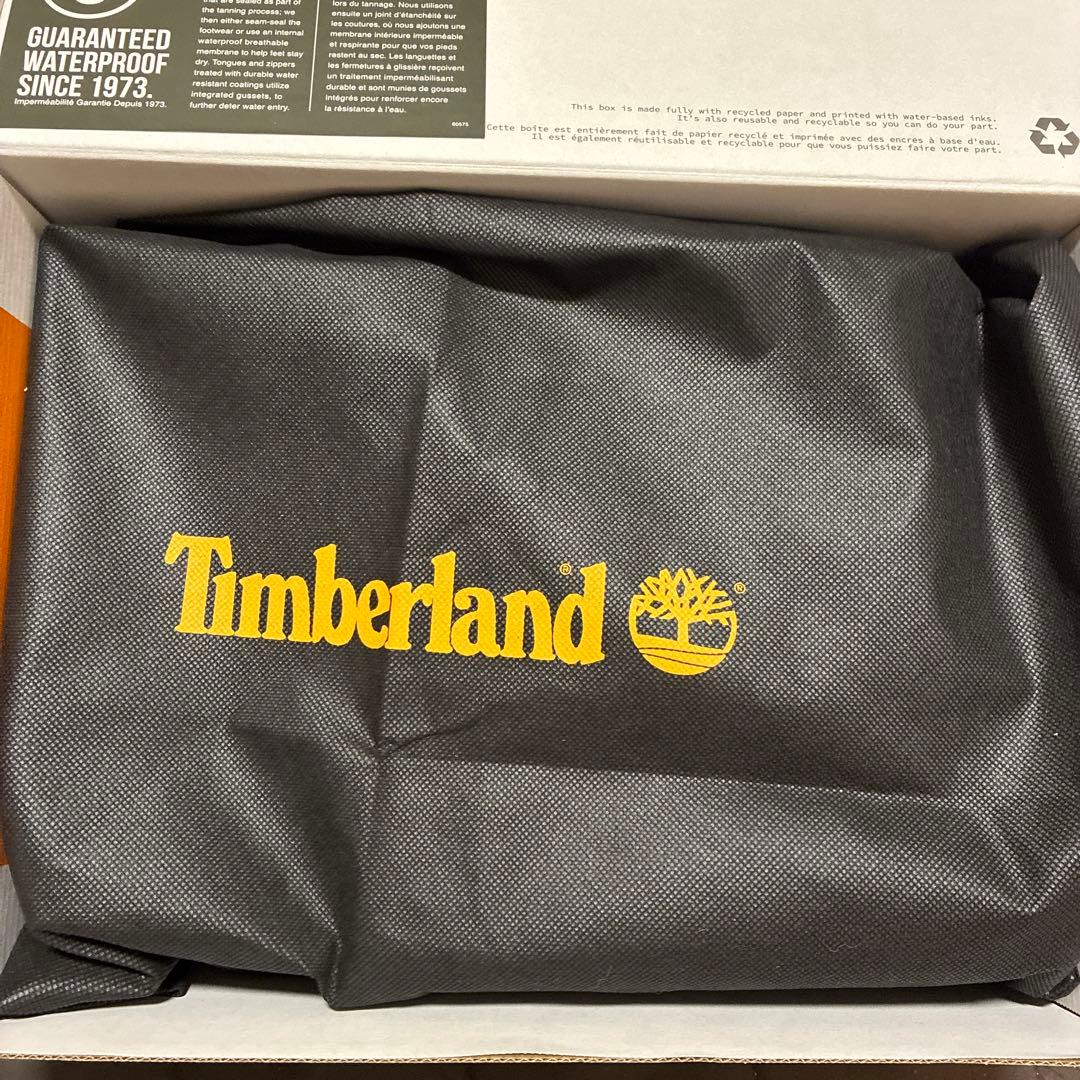 GUARANTEED
WATERPROOF
SINCE 1973.
Imperméabilité Garantie Depuis 1973.
that are sealed as part of
the tanning process; we
then either seam-seal the
footwear or use an internal
waterproof breathable
membrane to help feet stay
dry. Tongues and zippers
treated with durable water
resistant coatings utilize
integrated gussets, to
further deter water entry.
lors du tannage. Nous utilisons
ensuite un joint d'étanchéité sur
les coutures, où nous ajoutons une
membrane intérieure imperméable
et respirante pour que vos pieds
restent au sec. Les languettes et
les fermetures à glissière reçoivent
un traitement imperméabilisant
durable et sont munies de goussets
intégrés pour renforcer encore
la résistance à l'eau.
60575
This box is made fully with recycled paper and printed with water-based inks.
It's also reusable and recyclable so you can do your part.
Cette boîte est entièrement fait de papier recyclé et imprimée avec des encres à base d'eau.
Il est également réutilisable et recyclable pour que vous puissiez faire votre part.
Timberland® ®